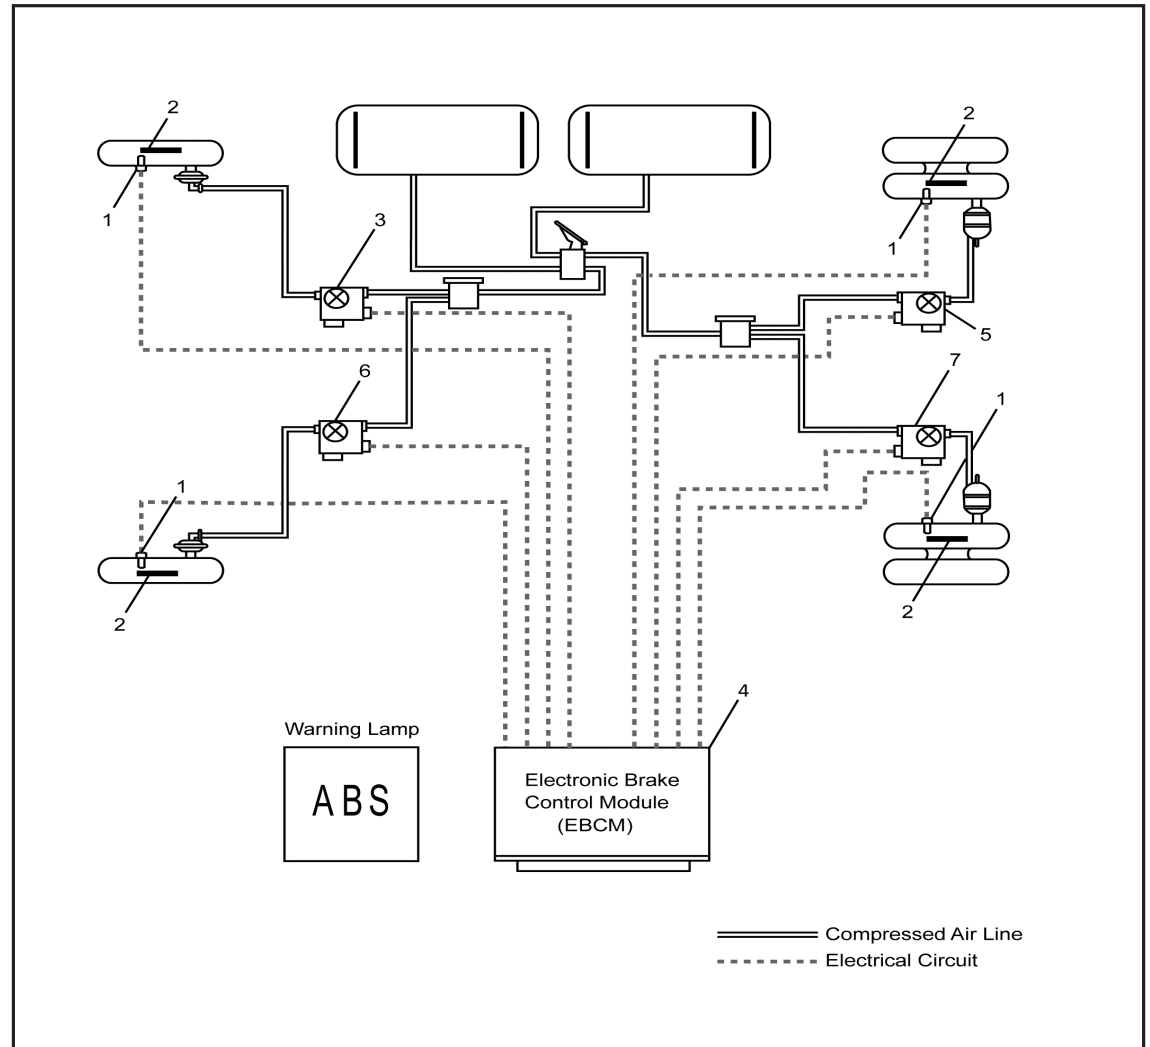 2
2
1
3
1
5
6
7
1
1
2
2
4
Warning Lamp
ABS
Electronic Brake
Control Module
(EBCM)
Compressed Air Line
Electrical Circuit